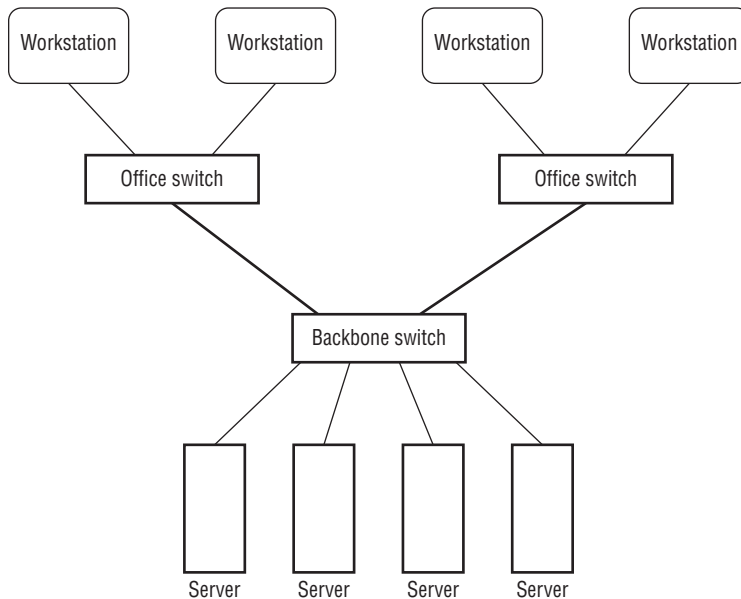 Workstation
Workstation
Workstation
Workstation
Office switch
Office switch
Backbone switch
Server
Server
Server
Server